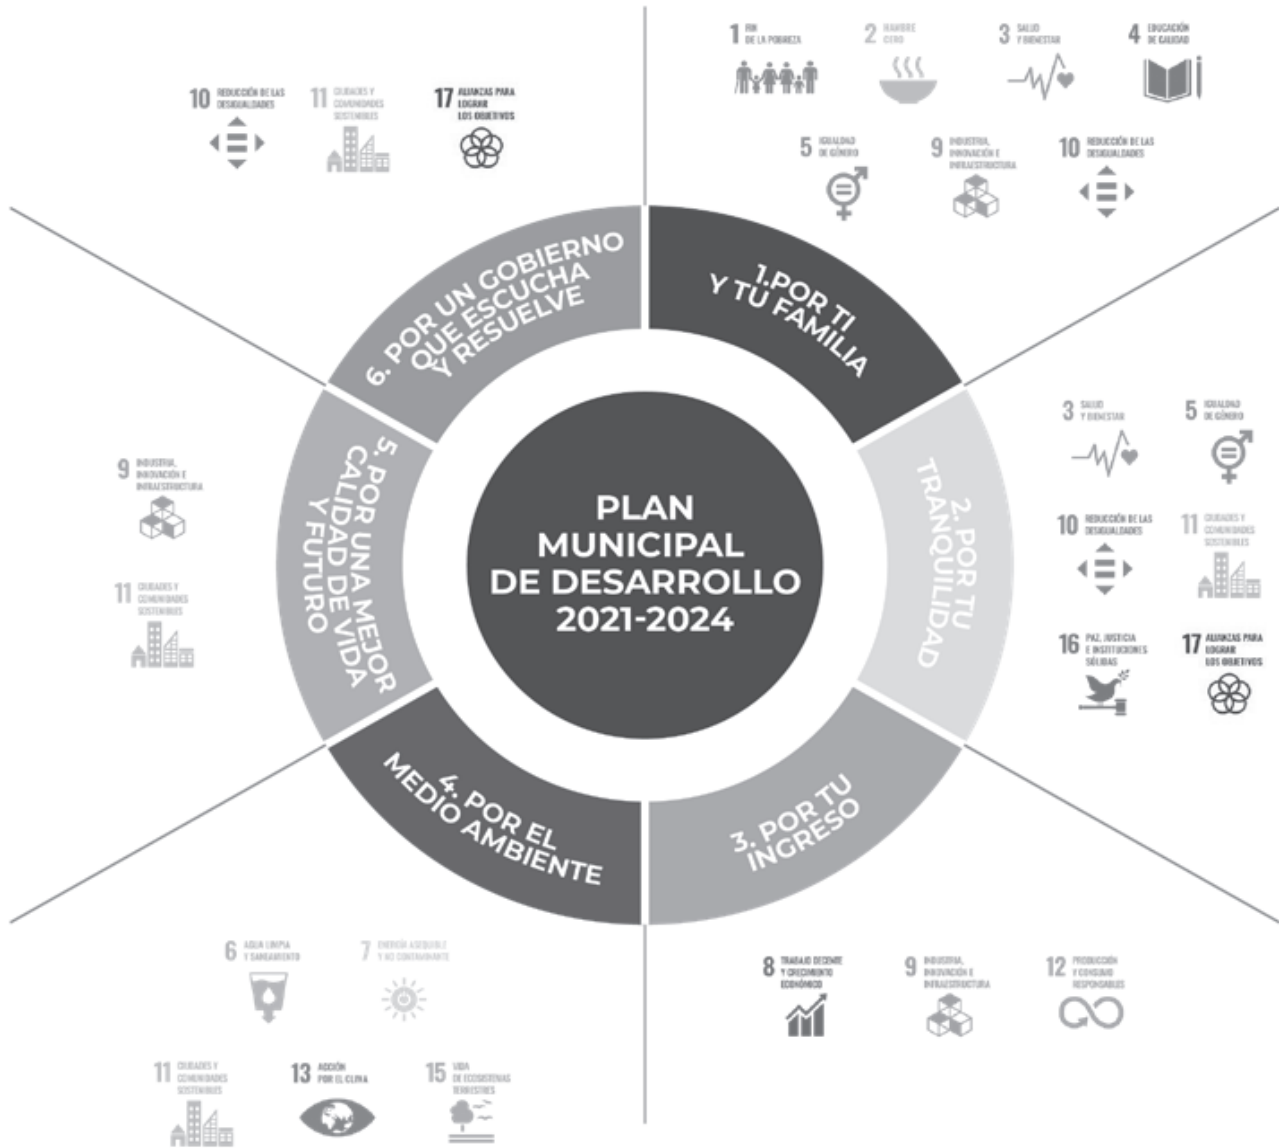 1 FIN
DE LA POBREZA
2 HAMBRE
CERO
3 SALUD
Y BIENESTAR
4 EDUCACIÓN
DE CALIDAD
5 IGUALDAD
DE GÉNERO
9 INDUSTRIA,
INNOVACIÓN E
INFRAESTRUCTURA
10 REDUCCIÓN DE LAS
DESIGUALDADES
10 REDUCCIÓN DE LAS
DESIGUALDADES
11 CIUDADES Y
COMUNIDADES
SOSTENIBLES
17 ALIANZAS PARA
LOGRAR
LOS OBJETIVOS
6. POR UN GOBIERNO
QUE ESCUCHA
Y RESUELVE
1.POR TI
Y TU FAMILIA
2. POR TU
TRANQUILIDAD
3. POR TU
INGRESO
4. POR EL
MEDIO AMBIENTE
5. POR UNA MEJOR
CALIDAD DE VIDA
Y FUTURO
PLAN
MUNICIPAL
DE DESARROLLO
2021-2024
3 SALUD
Y BIENESTAR
5 IGUALDAD
DE GÉNERO
10 REDUCCIÓN DE LAS
DESIGUALDADES
11 CIUDADES Y
COMUNIDADES
SOSTENIBLES
16 PAZ, JUSTICIA
E INSTITUCIONES
SÓLIDAS
17 ALIANZAS PARA
LOGRAR
LOS OBJETIVOS
9 INDUSTRIA,
INNOVACIÓN E
INFRAESTRUCTURA
11 CIUDADES Y
COMUNIDADES
SOSTENIBLES
6 AGUA LIMPIA
Y SANEAMIENTO
7 ENERGÍA ASEQUIBLE
Y NO CONTAMINANTE
11 CIUDADES Y
COMUNIDADES
SOSTENIBLES
13 ACCIÓN
POR EL CLIMA
15 VIDA
DE ECOSISTEMAS
TERRESTRES
8 TRABAJO DECENTE
Y CRECIMIENTO
ECONÓMICO
9 INDUSTRIA,
INNOVACIÓN E
INFRAESTRUCTURA
12 PRODUCCIÓN
Y CONSUMO
RESPONSABLES